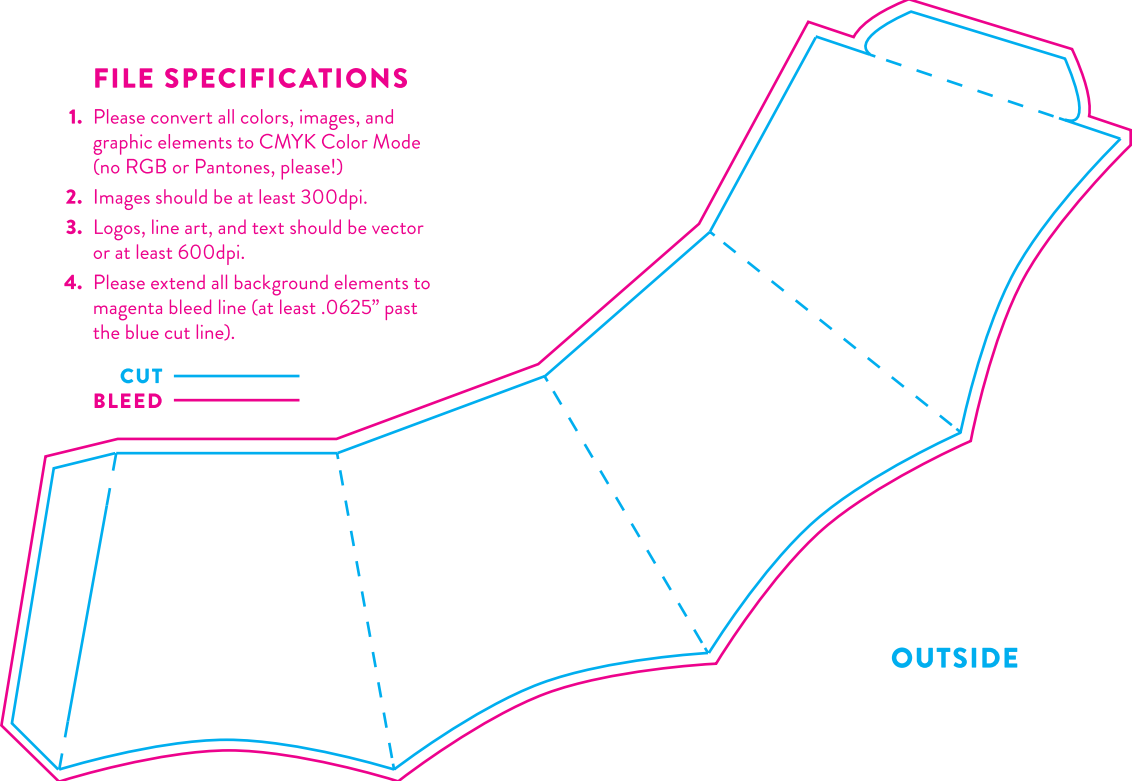 FILE SPECIFICATIONS
1. Please convert all colors, images, and
graphic elements to CMYK Color Mode
(no RGB or Pantones, please!)
2. Images should be at least 300dpi.
3. Logos, line art, and text should be vector
or at least 600dpi.
4. Please extend all background elements to
magenta bleed line (at least .0625” past
the blue cut line).
CUT
BLEED
OUTSIDE